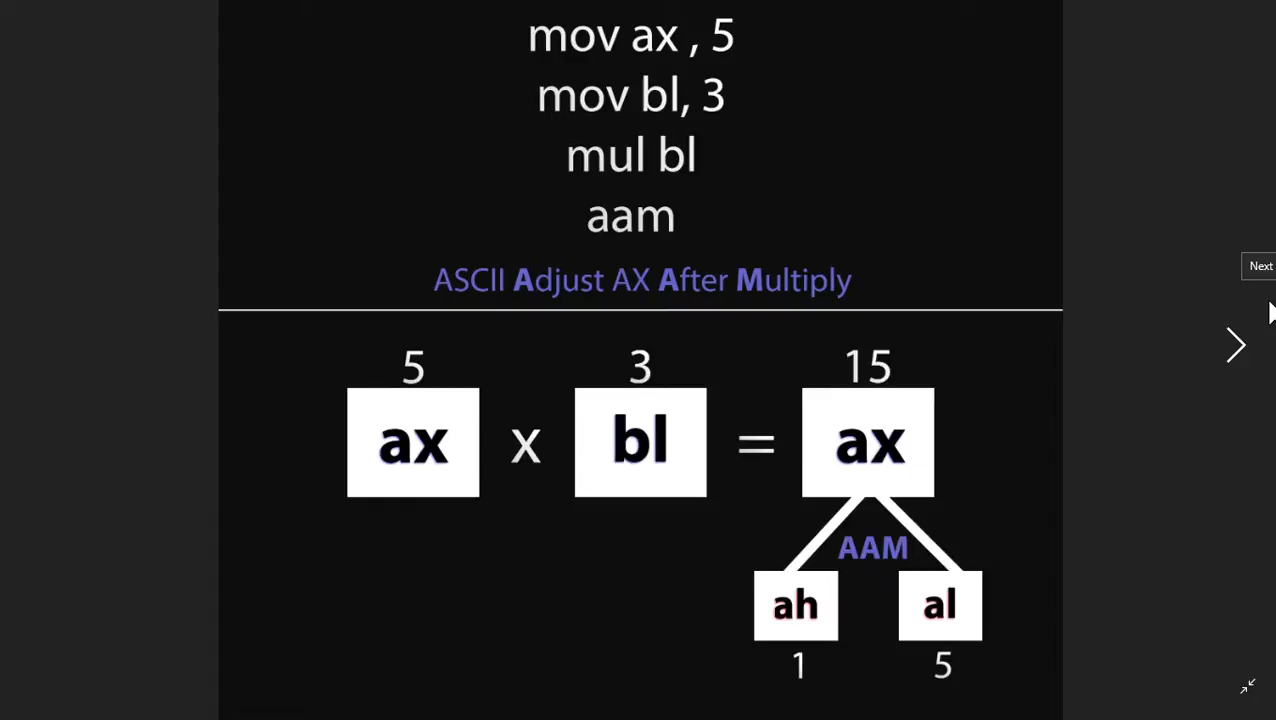 mov ax , 5
mov bl, 3
mul bl
aam
ASCII Adjust AX After Multiply
Next
5 3 15
ax x bl = ax
AAM
ah al
1 5